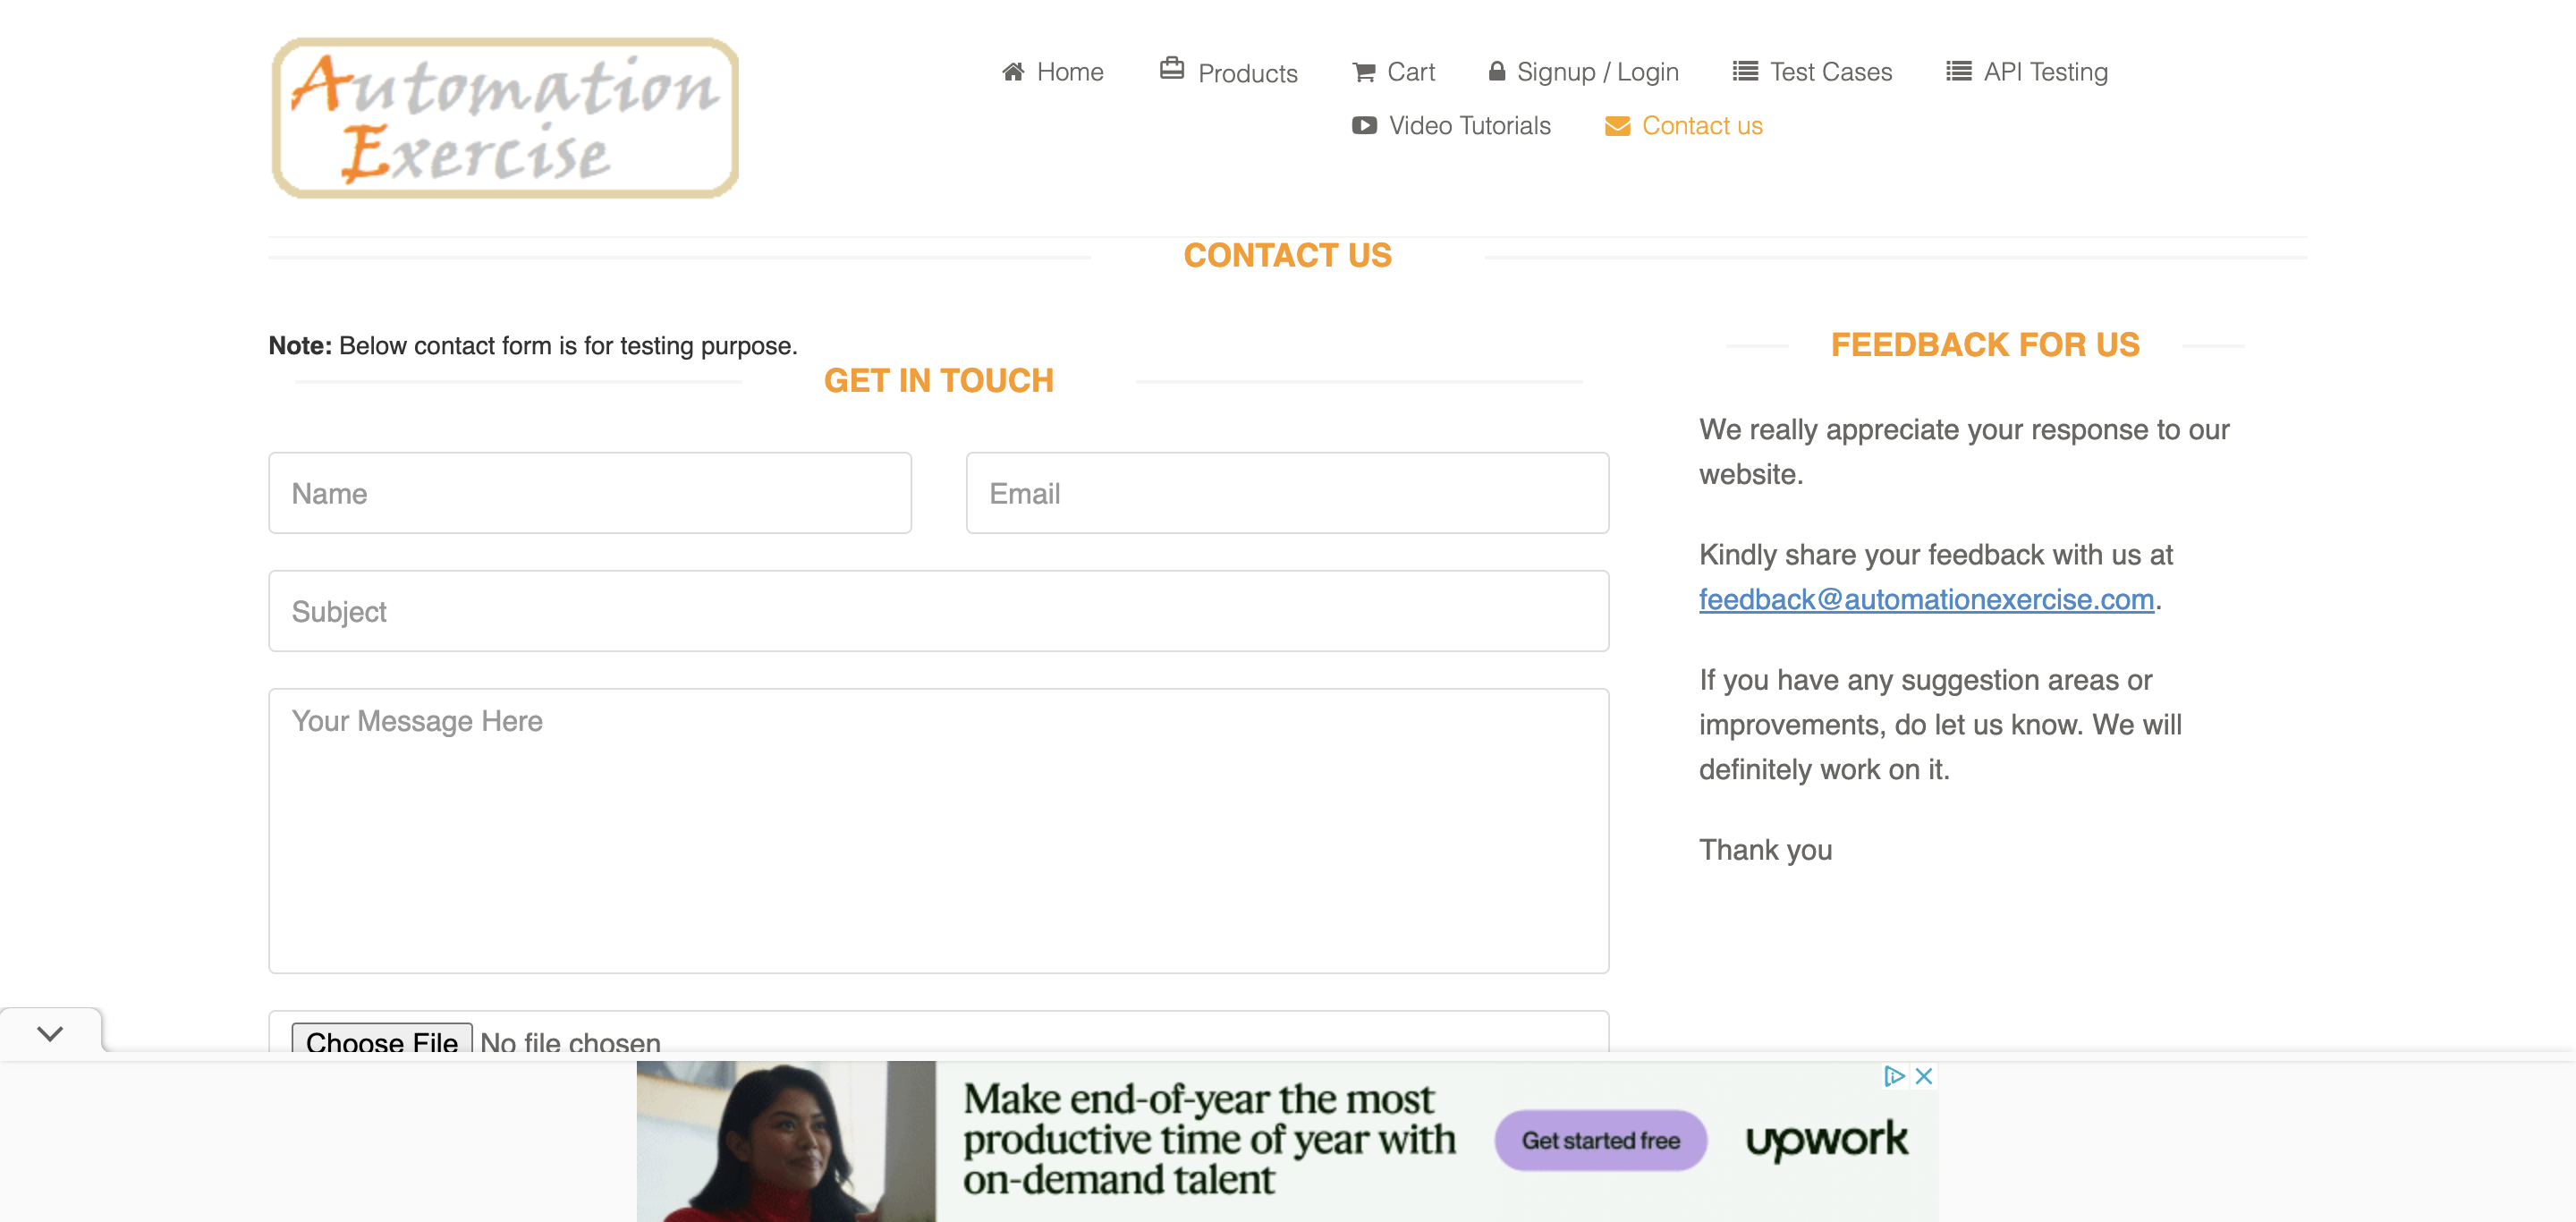 Automation
Exercise
Home
Products
Cart
Signup / Login
Test Cases
API Testing
Video Tutorials
Contact us
CONTACT US
Note: Below contact form is for testing purpose.
GET IN TOUCH
Name
Email
Subject
Your Message Here
Choose File No file chosen
FEEDBACK FOR US
We really appreciate your response to our
website.
Kindly share your feedback with us at
feedback@automationexercise.com.
If you have any suggestion areas or
improvements, do let us know. We will
definitely work on it.
Thank you
Make end-of-year the most
productive time of year with
on-demand talent
Get started free
upwork